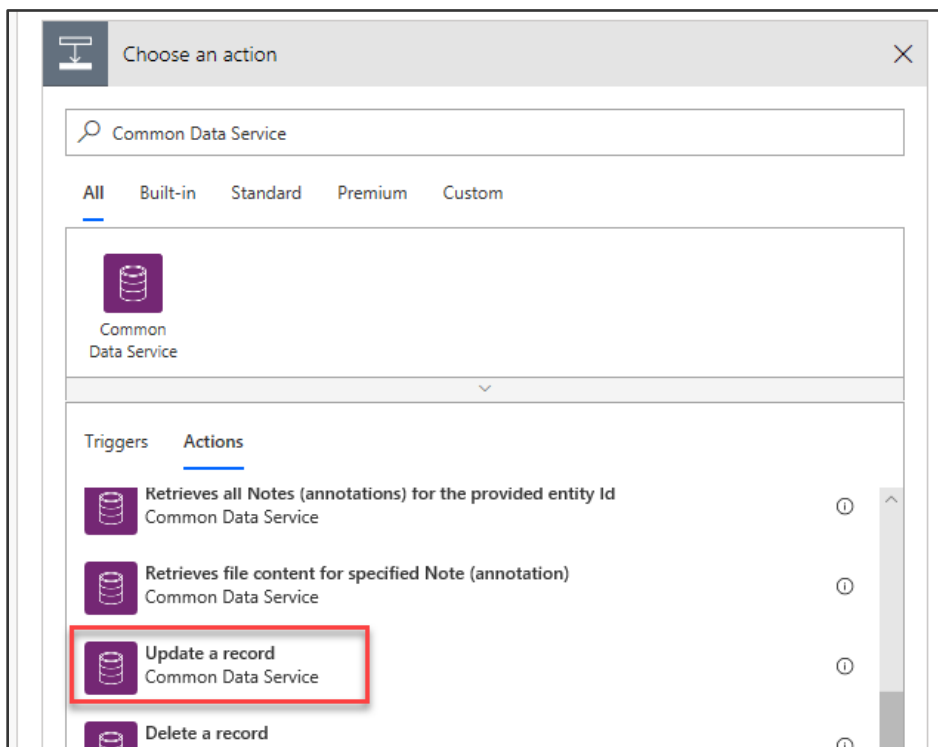 Choose an action
Common Data Service
All Built-in Standard Premium Custom
Common
Data Service
Triggers Actions
Retrieves all Notes (annotations) for the provided entity Id
Common Data Service
Retrieves file content for specified Note (annotation)
Common Data Service
Update a record
Common Data Service
Delete a record